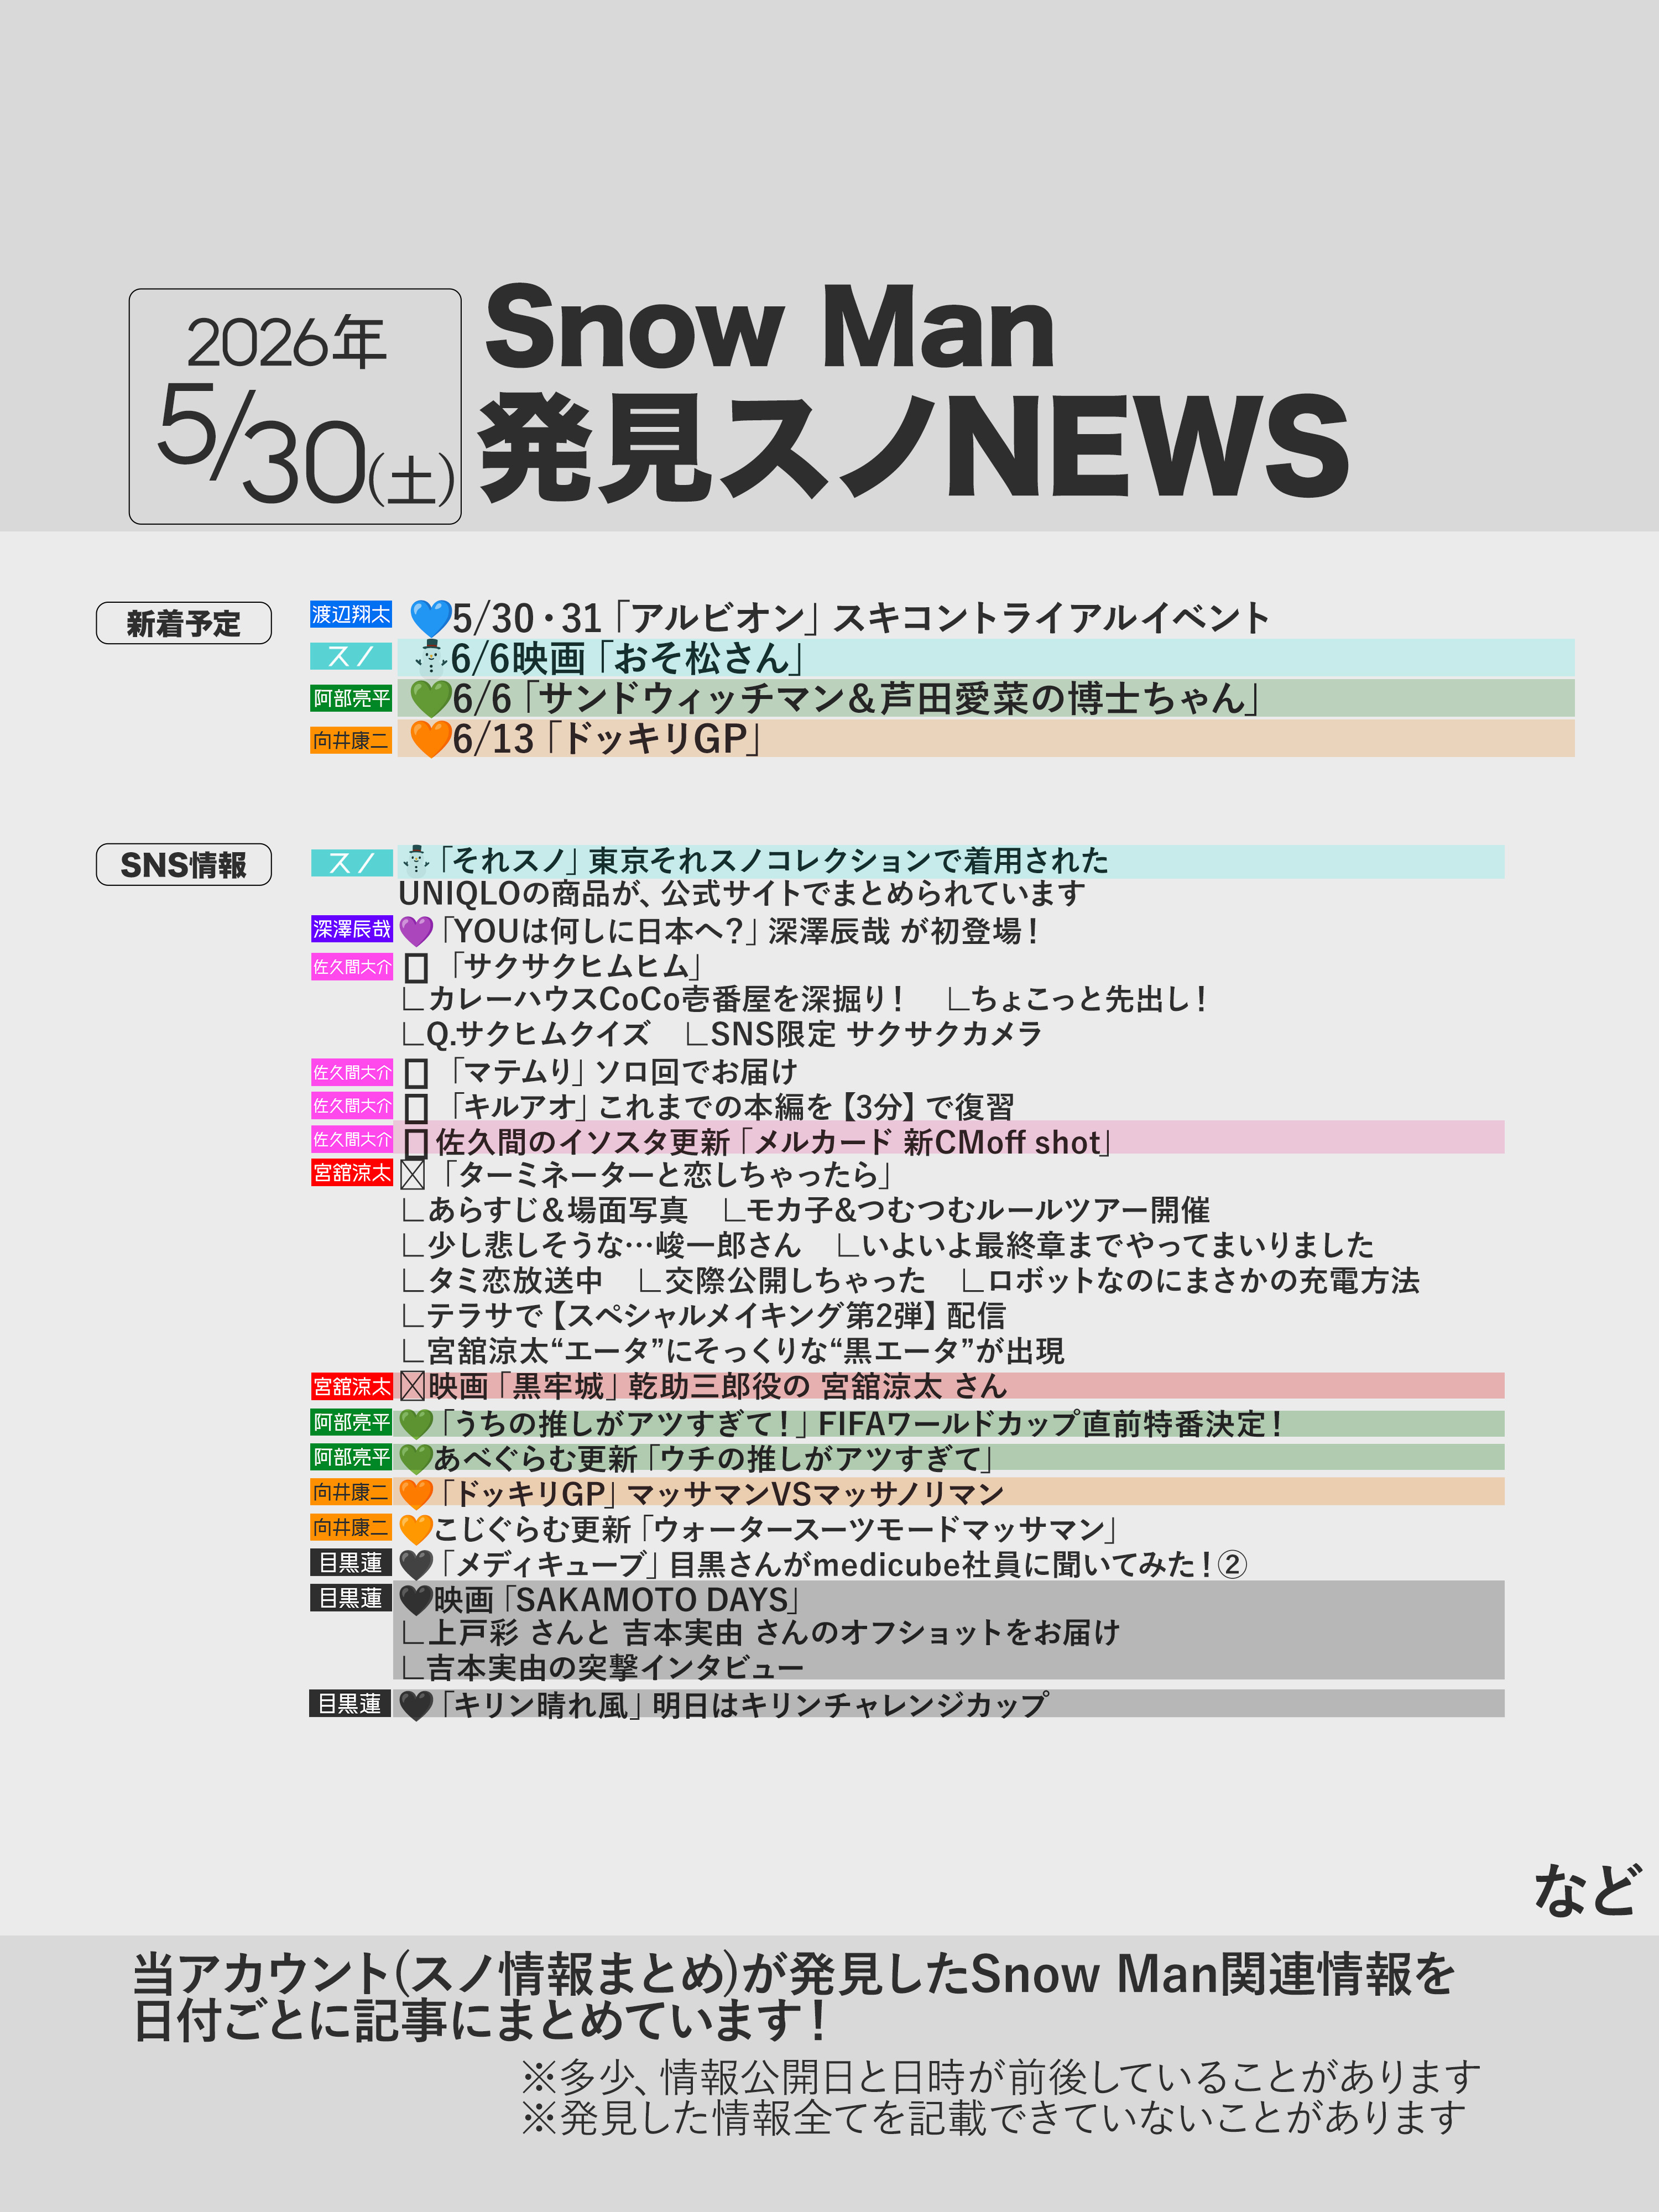 2026年
5/30(土)
Snow Man
発見スノNEWS
新着予定
渡辺翔太 💙5/30・31「アルビオン」スキコントライアルイベント
スノ ⛄6/6映画「おそ松さん」
阿部亮平 💚6/6「サンドウィッチマン&芦田愛菜の博士ちゃん」
向井康二 🧡6/13「ドッキリGP」
SNS情報
スノ ⛄「それスノ」東京それスノコレクションで着用された
UNIQLOの商品が、公式サイトでまとめられています
深澤辰哉 💜「YOUは何しに日本へ?」深澤辰哉 が初登場!
佐久間大介 「サクサクヒムヒム」
∟カレーハウスCoCo壱番屋を深掘り! ∟ちょこっと先出し!
∟Q.サクヒムクイズ ∟SNS限定 サクサクカメラ
佐久間大介 「マテムり」ソロ回でお届け
佐久間大介 「キルアオ」これまでの本編を【3分】で復習
佐久間大介 佐久間のイソスタ更新「メルカード 新CMoff shot」
宮舘涼太 「ターミネーターと恋しちゃったら」
∟あらすじ&場面写真 ∟モカ子&つむつむルールツアー開催
∟少し悲しそうな…峻一郎さん ∟いよいよ最終章までやってまいりました
∟タミ恋放送中 ∟交際公開しちゃった ∟ロボットなのにまさかの充電方法
∟テラサで【スペシャルメイキング第2弾】配信
∟宮舘涼太“エータ”にそっくりな“黒エータ”が出現
宮舘涼太 映画「黒牢城」乾助三郎役の 宮舘涼太 さん
阿部亮平 💚「うちの推しがアツすぎて!」FIFAワールドカップ直前特番決定!
阿部亮平 💚あべぐらむ更新「ウチの推しがアツすぎて」
向井康二 🧡「ドッキリGP」マッサマンVSマッサノリマン
向井康二 🧡こじぐらむ更新「ウォータースーツモードマッサマン」
目黒蓮 🖤「メディキューブ」目黒さんがmedicube社員に聞いてみた!②
目黒蓮 🖤映画「SAKAMOTO DAYS」
∟上戸彩 さんと 吉本実由 さんのオフショットをお届け
∟吉本実由の突撃インタビュー
目黒蓮 🖤「キリン晴れ風」明日はキリンチャレンジカップ
など
当アカウント(スノ情報まとめ)が発見したSnow Man関連情報を
日付ごとに記事にまとめています!
※多少、情報公開日と日時が前後していることがあります
※発見した情報全てを記載できていないことがあります